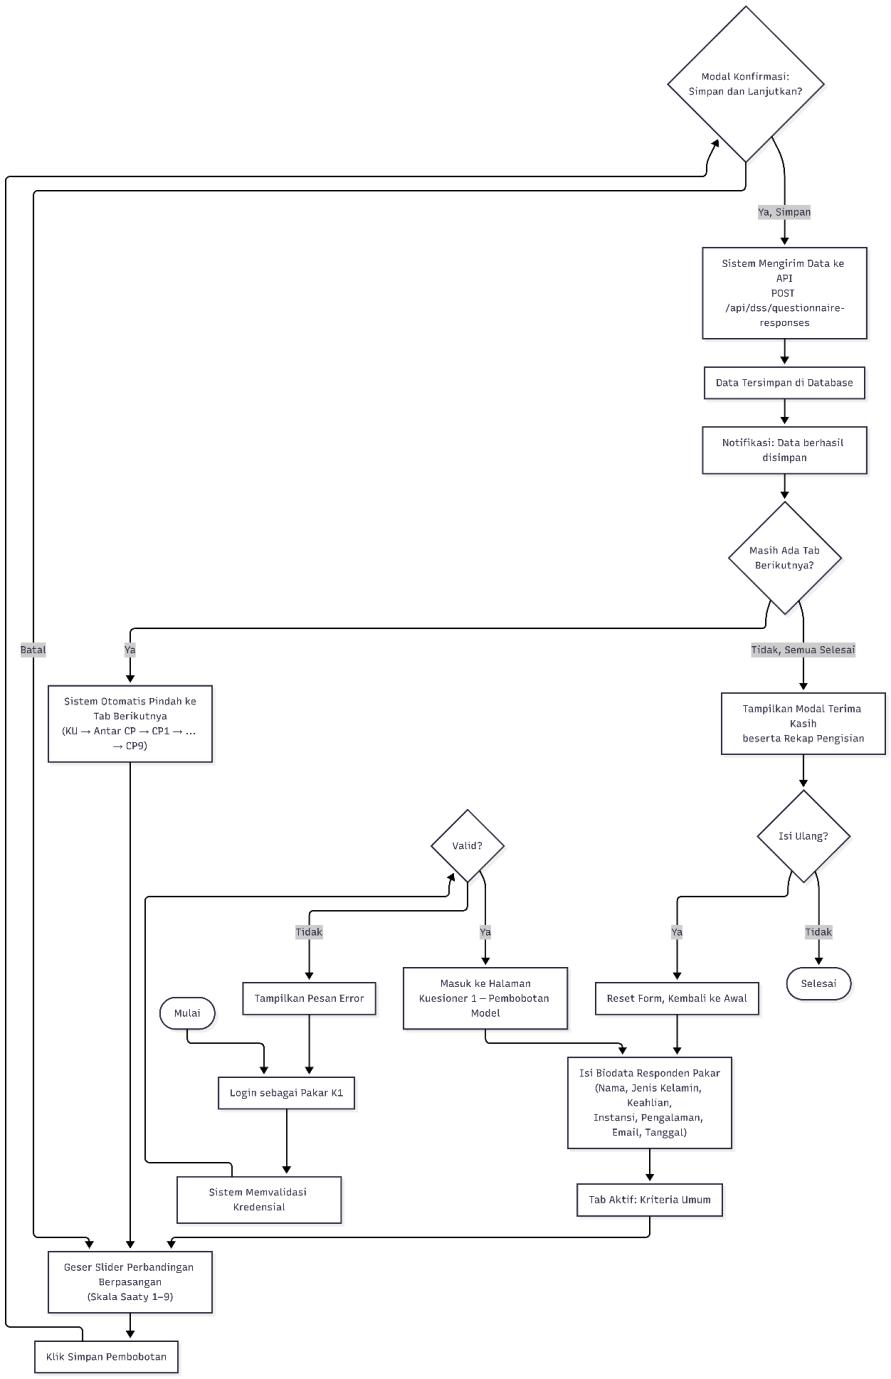 Modal Konfirmasi:
Simpan dan Lanjutkan?
Ya, Simpan
Sistem Mengirim Data ke
API
POST
/api/dss/questionnaire-
responses
Data Tersimpan di Database
Notifikasi: Data berhasil
disimpan
Masih Ada Tab
Berikutnya?
Batal
Ya
Tidak, Semua Selesai
Sistem Otomatis Pindah ke
Tab Berikutnya
(KU → Antar CP → CP1 → ...
→ CP9)
Tampilkan Modal Terima
Kasih
beserta Rekap Pengisian
Valid?
Isi Ulang?
Tidak
Ya
Ya
Tidak
Mulai
Tampilkan Pesan Error
Masuk ke Halaman
Kuesioner 1 – Pembobotan
Model
Reset Form, Kembali ke Awal
Selesai
Login sebagai Pakar K1
Isi Biodata Responden Pakar
(Nama, Jenis Kelamin,
Keahlian,
Instansi, Pengalaman,
Email, Tanggal)
Sistem Memvalidasi
Kredensial
Tab Aktif: Kriteria Umum
Geser Slider Perbandingan
Berpasangan
(Skala Saaty 1–9)
Klik Simpan Pembobotan